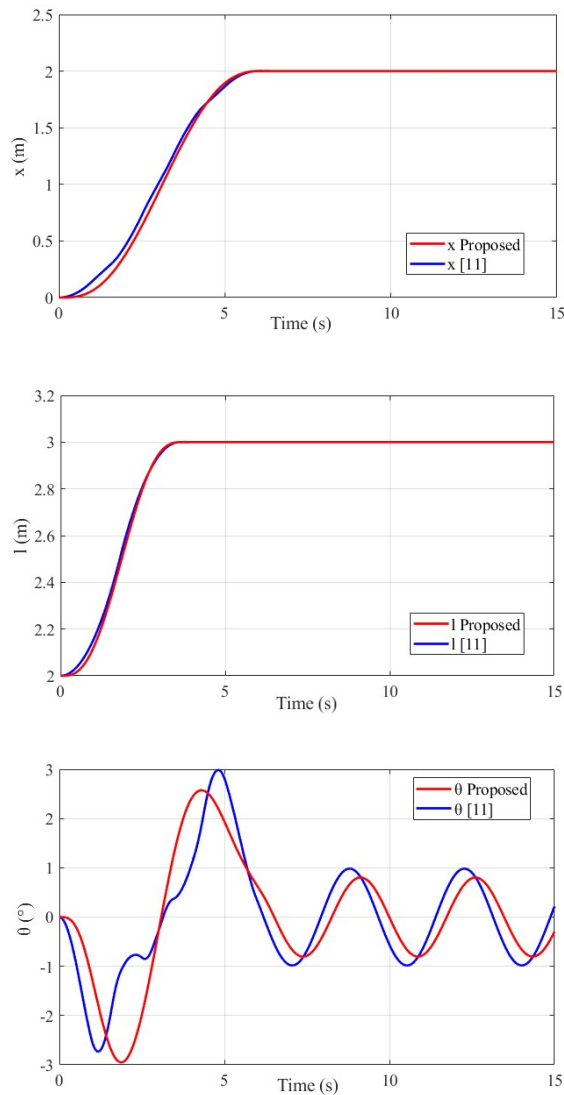 2.5
2
1.5
x (m)
1
0.5
0
x Proposed
x [11]
0 5 10 15
Time (s)
3.2
3
2.8
2.6
l (m)
2.4
2.2
2
l Proposed
l [11]
0 5 10 15
Time (s)
3
2
1
0
θ (°)
-1
-2
-3
θ Proposed
θ [11]
0 5 10 15
Time (s)